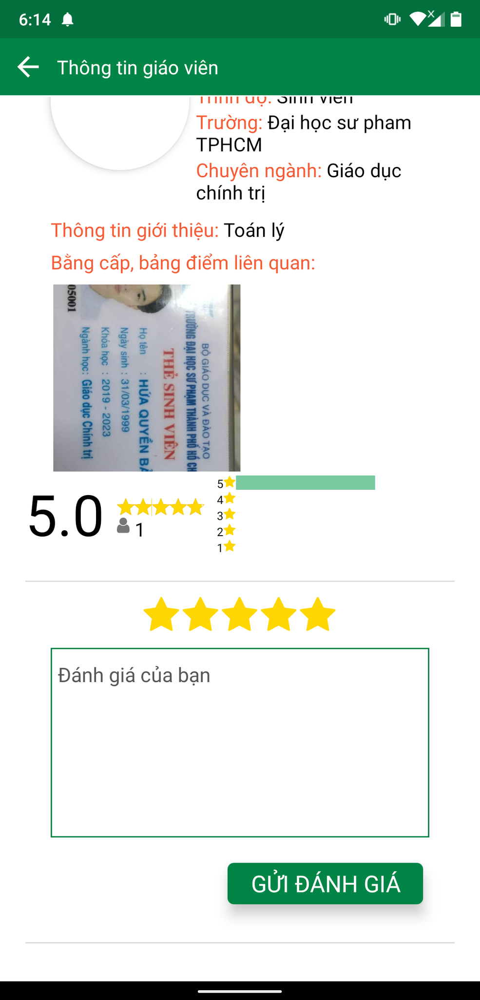 6:14
Thông tin giáo viên
Trình độ: Sinh viên
Trường: Đại học sư pham
TPHCM
Chuyên ngành: Giáo dục
chính trị
Thông tin giới thiệu: Toán lý
Bằng cấp, bảng điểm liên quan:
BỘ GIÁO DỤC VÀ ĐÀO TẠO
ĐẠI HỌC SƯ PHẠM THÀNH PHỐ HỒ CH
THẺ SINH VIÊN
Họ tên : HỨA QUYỀN
Ngày sinh : 31/03/1999
Khóa học : 2019 - 2023
Ngành học: Giáo dục Chính trị
05001
5.0
1
5
4
3
2
1
Đánh giá của bạn
GỬI ĐÁNH GIÁ